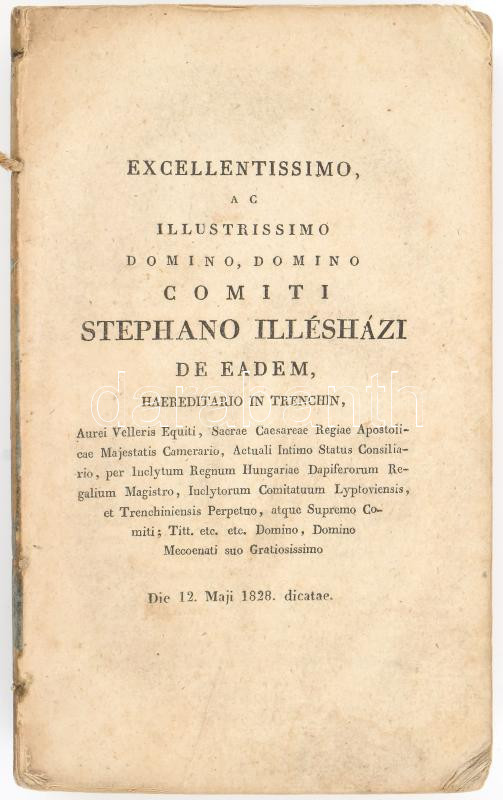 EXCELLENTISSIMO,
AC
ILLUSTRISSIMO
DOMINO, DOMINO
COMITI
STEPHANO ILLÉSHÁZI
DE EADEM,
HAEREDITARIO IN TRENCHIN,
Aurei Velleris Equiti, Sacrae Caesareae Regiae Apostoli-
cae Majestatis Camerario, Actuali Intimo Status Consilia-
rio, per Inclytum Regnum Hungariae Dapiferorum Re-
galium Magistro, Inclytorum Comitatuum Lyptoviensis,
et Trenchiniensis Perpetuo, atque Supremo Co-
miti; Titt. etc. etc. Domino, Domino
Mecoenati suo Gratiosissimo
Die 12. Maji 1828. dicatae.
darabanth